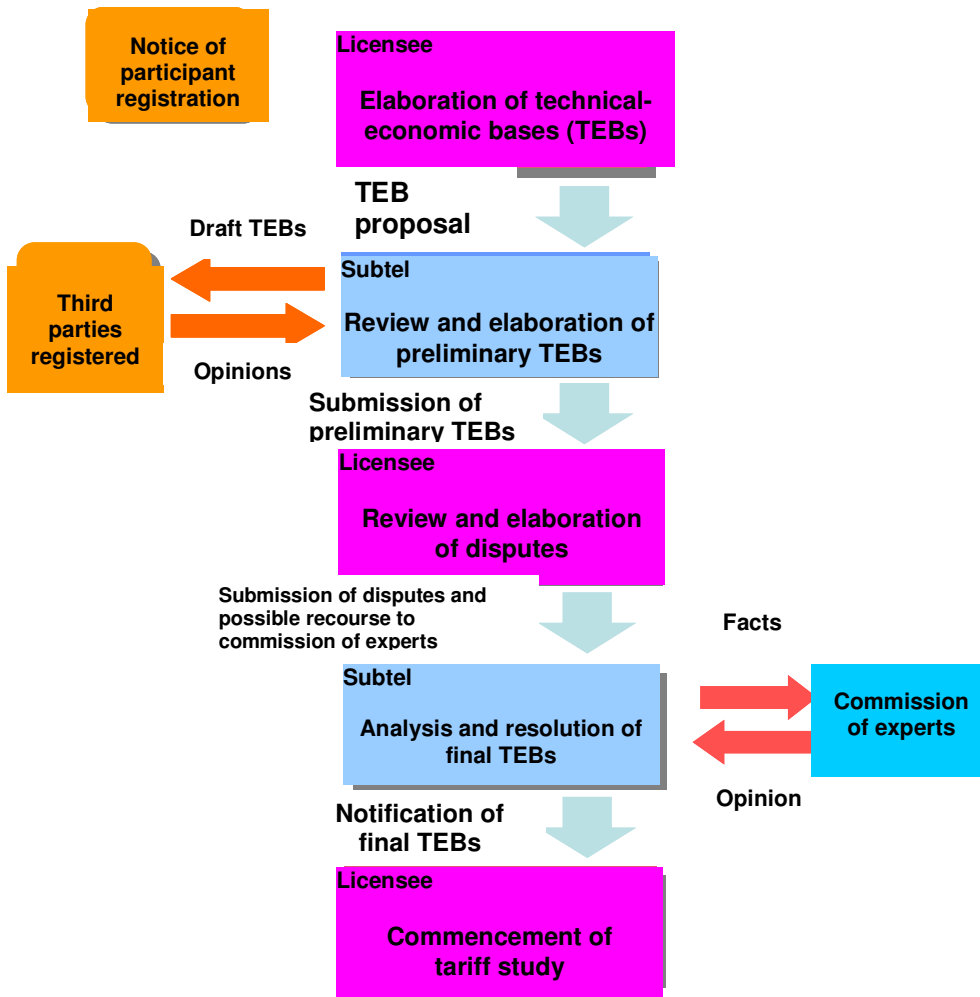 Notice of
participant
registration
Licensee
Elaboration of technical-
economic bases (TEBs)
TEB
proposal
Draft TEBs
Third
parties
registered
Opinions
Subtel
Review and elaboration of
preliminary TEBs
Submission of
preliminary TEBs
Licensee
Review and elaboration
of disputes
Submission of disputes and
possible recourse to
commission of experts
Facts
Subtel
Analysis and resolution of
final TEBs
Commission
of experts
Opinion
Notification of
final TEBs
Licensee
Commencement of
tariff study